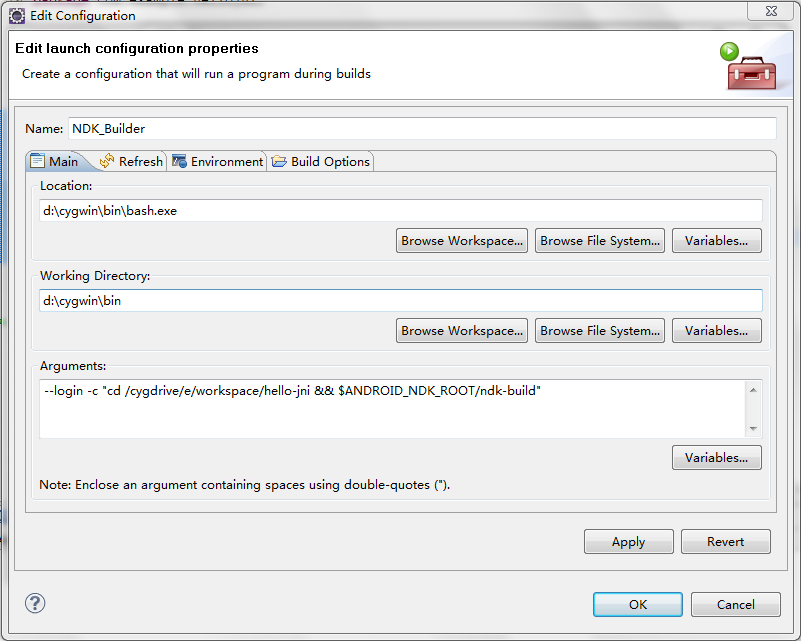 Edit Configuration
Edit launch configuration properties
Create a configuration that will run a program during builds
Name: NDK_Builder
Main Refresh Environment Build Options
Location:
d:\cygwin\bin\bash.exe
Browse Workspace... Browse File System... Variables...
Working Directory:
d:\cygwin\bin
Browse Workspace... Browse File System... Variables...
Arguments:
--login -c "cd /cygdrive/e/workspace/hello-jni && $ANDROID_NDK_ROOT/ndk-build"
Variables...
Note: Enclose an argument containing spaces using double-quotes (").
Apply Revert
OK Cancel